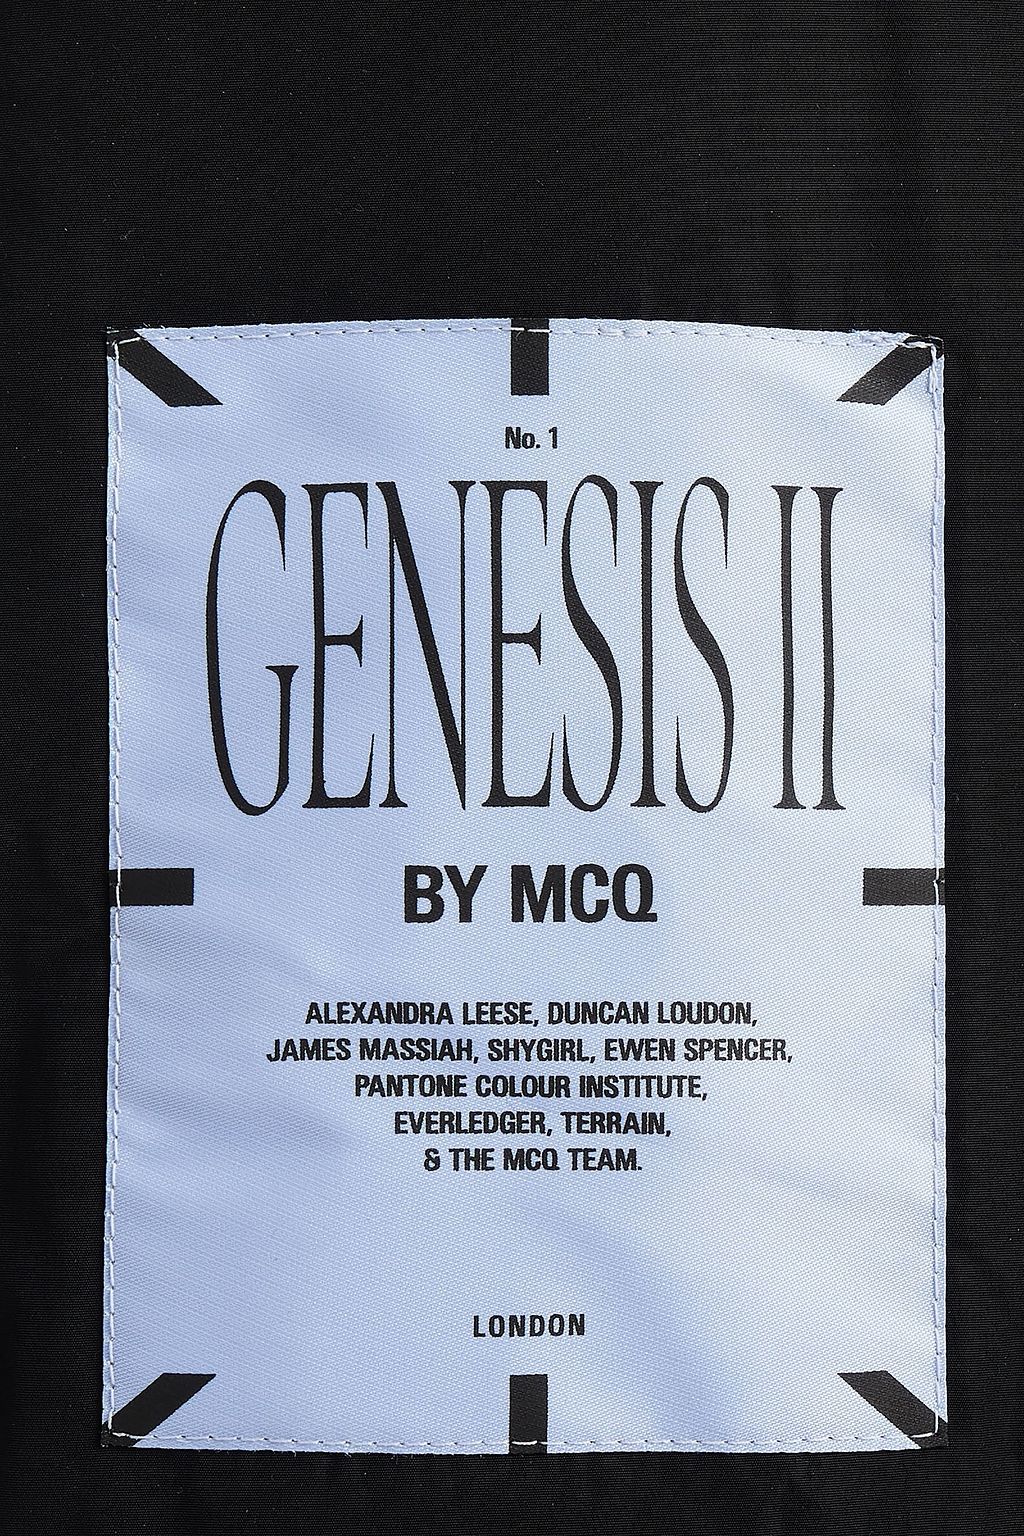 No. 1
GENESIS II
BY MCQ
ALEXANDRA LEESE, DUNCAN LOUDON,
JAMES MASSIAH, SHYGIRL, EWEN SPENCER,
PANTONE COLOUR INSTITUTE,
EVERLEDGER, TERRAIN,
& THE MCQ TEAM.
LONDON